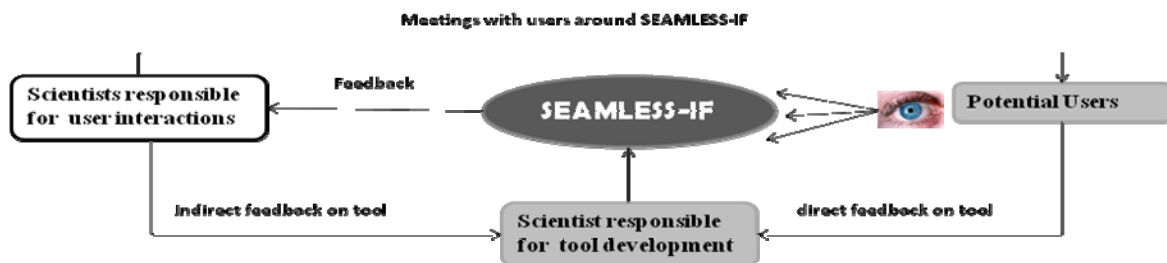 Meetings with users around SEAMLESS-IF
Scientists responsible
for user interactions
Feedback
SEAMLESS-IF
Potential Users
Indirect feedback on tool
Scientist responsible
for tool development
direct feedback on tool